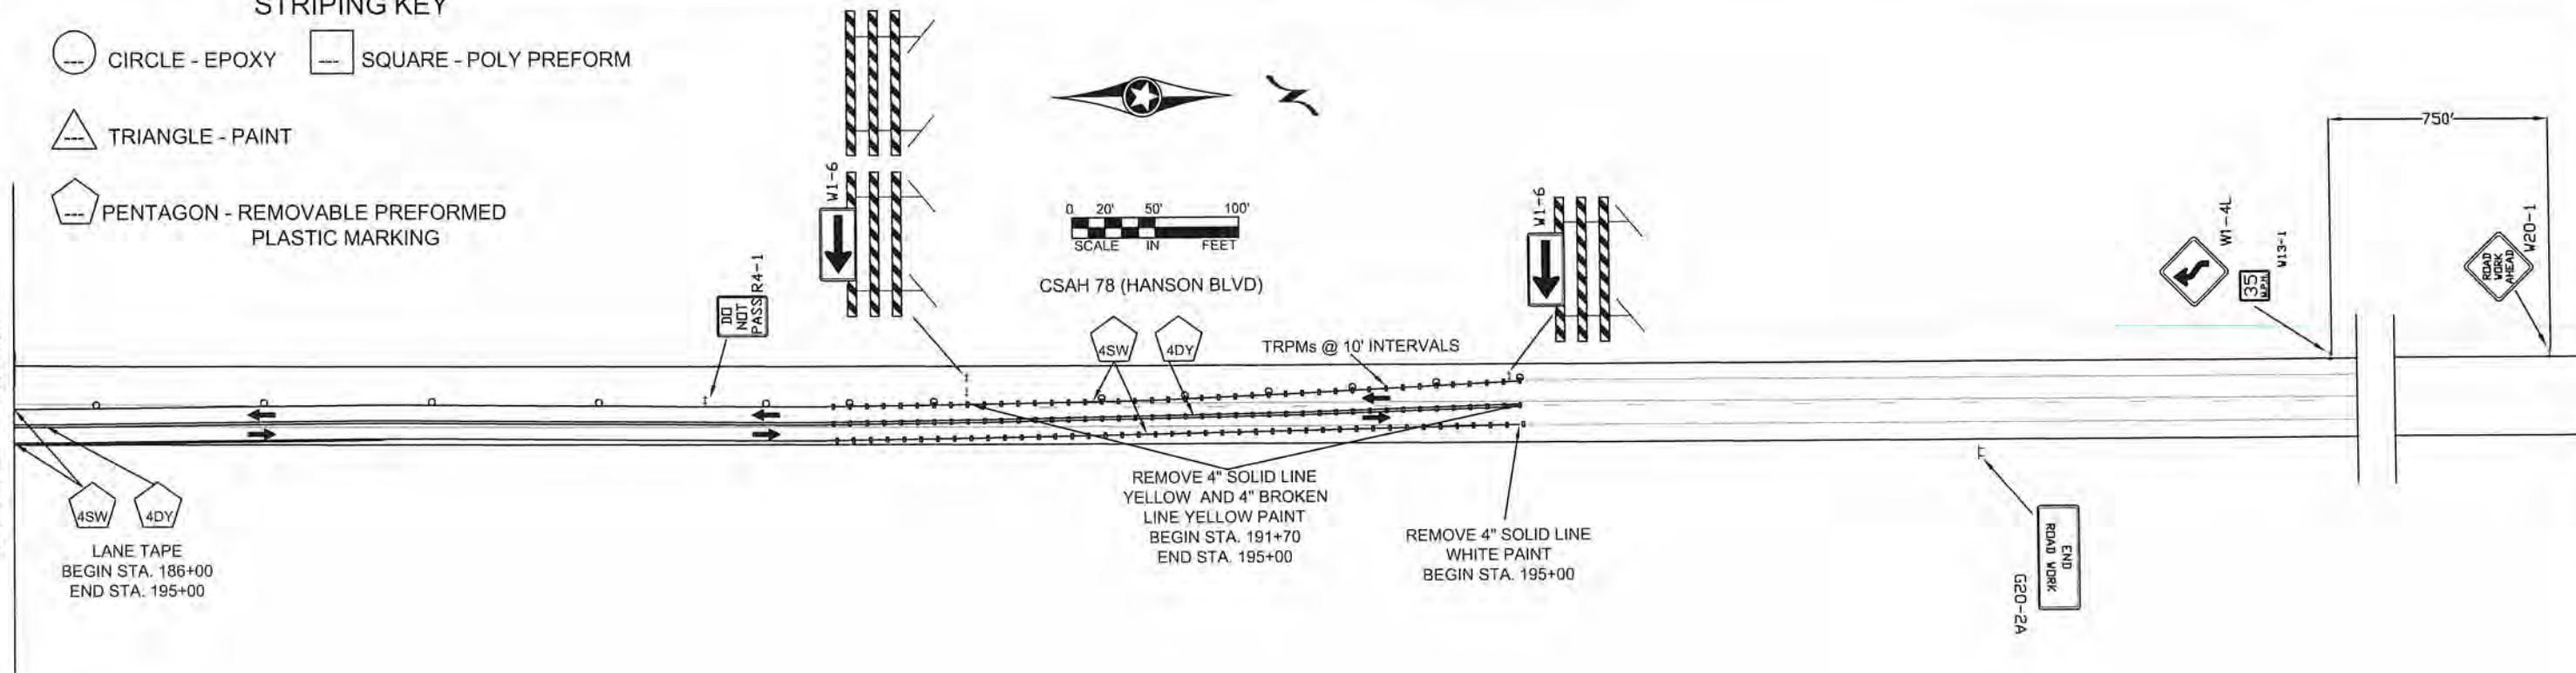 STRIPING KEY
--- CIRCLE - EPOXY
--- SQUARE - POLY PREFORM
--- TRIANGLE - PAINT
--- PENTAGON - REMOVABLE PREFORMED
PLASTIC MARKING
W1-6
DO
NOT
PASS
R4-1
0 20' 50' 100'
SCALE IN FEET
CSAH 78 (HANSON BLVD)
4SW
4DY
TRPMs @ 10' INTERVALS
W1-6
750'
W1-4L
35
M.P.H.
W13-1
ROAD
WORK
AHEAD
W20-1
4SW
4DY
LANE TAPE
BEGIN STA. 186+00
END STA. 195+00
REMOVE 4" SOLID LINE
YELLOW AND 4" BROKEN
LINE YELLOW PAINT
BEGIN STA. 191+70
END STA. 195+00
REMOVE 4" SOLID LINE
WHITE PAINT
BEGIN STA. 195+00
END
ROAD WORK
G20-2A